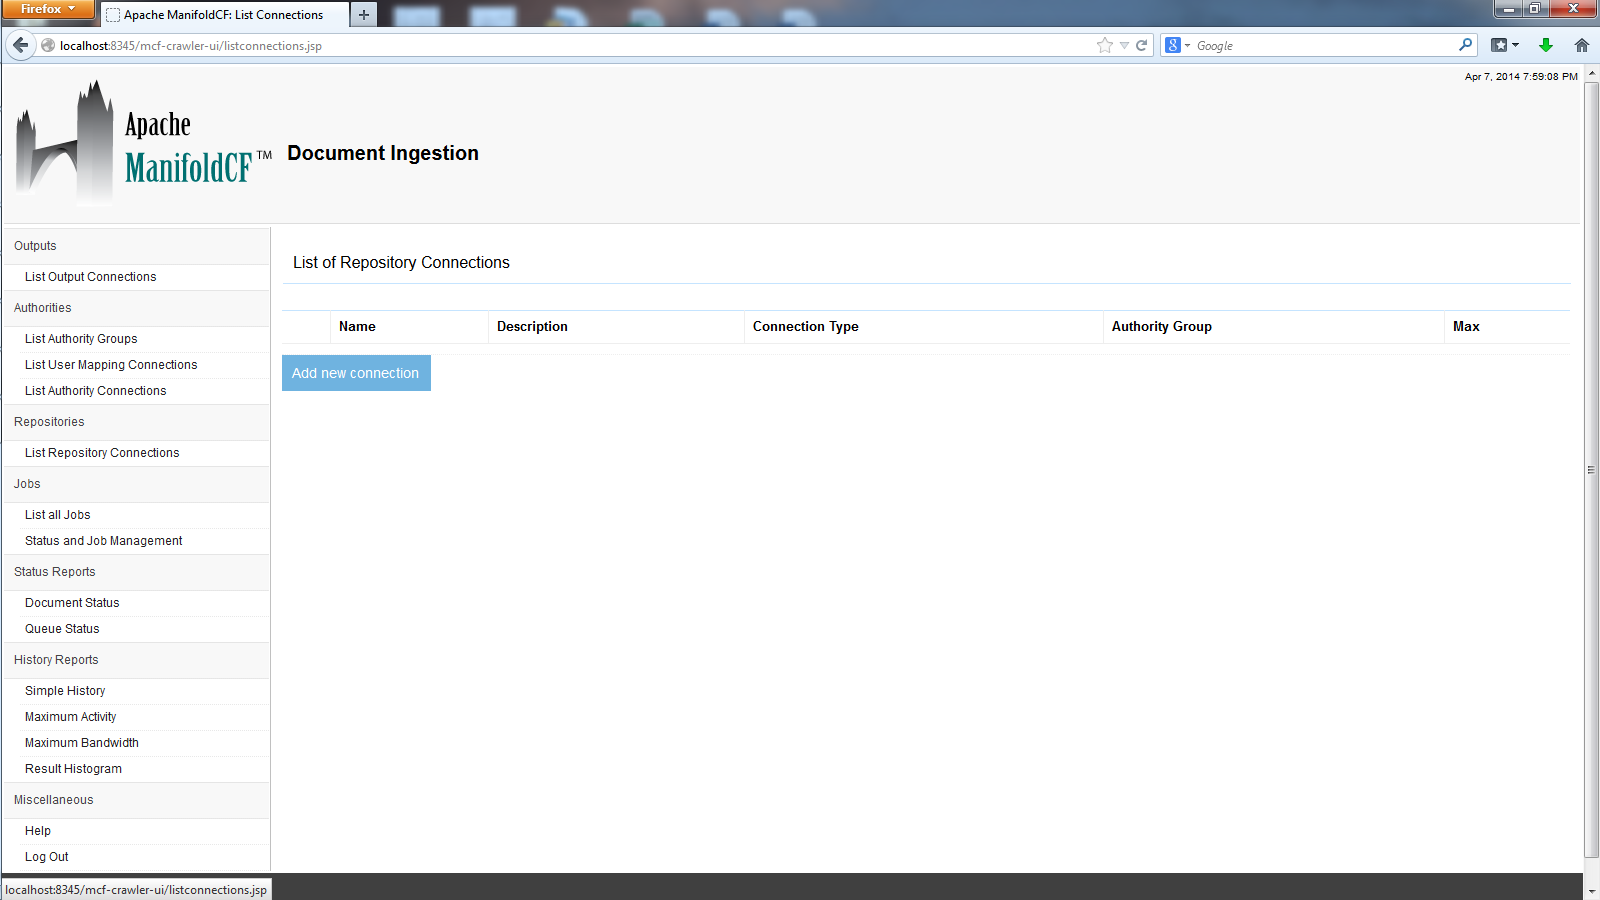 Firefox
Apache ManifoldCF: List Connections
localhost:8345/mcf-crawler-ui/listconnections.jsp
8
Google
Apr 7, 2014 7:59:08 PM
Apache
ManifoldCF™
Document Ingestion
Outputs
List Output Connections
Authorities
List Authority Groups
List User Mapping Connections
List Authority Connections
Repositories
List Repository Connections
Jobs
List all Jobs
Status and Job Management
Status Reports
Document Status
Queue Status
History Reports
Simple History
Maximum Activity
Maximum Bandwidth
Result Histogram
Miscellaneous
Help
Log Out
List of Repository Connections
Name Description Connection Type Authority Group Max
Add new connection
localhost:8345/mcf-crawler-ui/listconnections.jsp